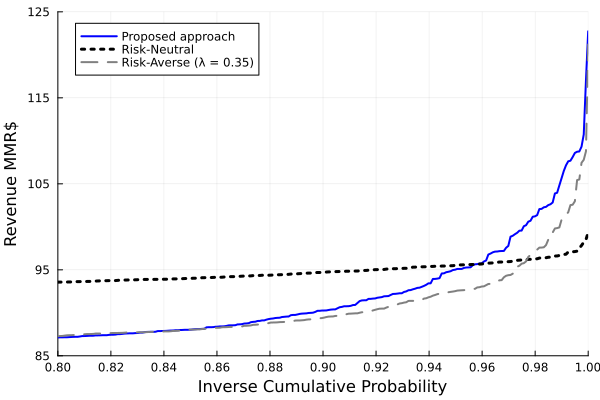 125
115
105
95
85
Revenue MMR$
Proposed approach
Risk-Neutral
Risk-Averse (λ = 0.35)
0.80 0.82 0.84 0.86 0.88 0.90 0.92 0.94 0.96 0.98 1.00
Inverse Cumulative Probability